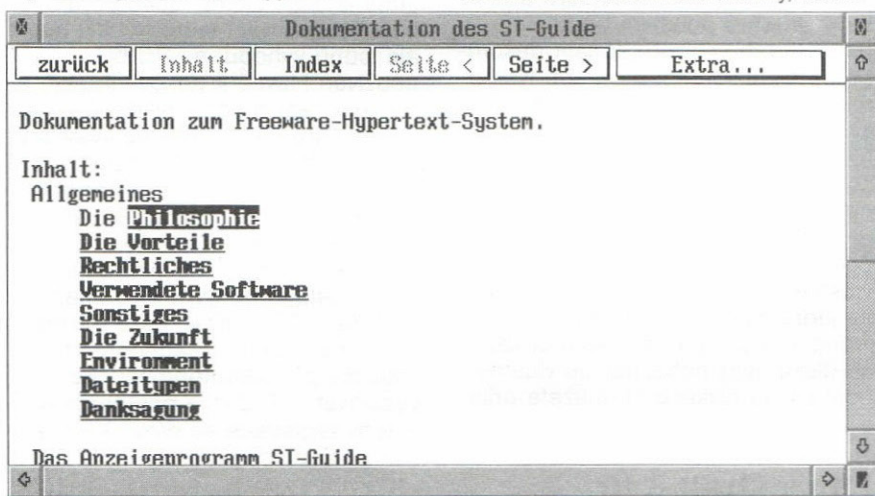 Dokumentation des ST-Guide
zurück Inhalt Index Seite < Seite > Extra...
Dokumentation zum Freeware-Hypertext-System.
Inhalt:
Allgemeines
Die Philosophie
Die Vorteile
Rechtliches
Verwendete Software
Sonstiges
Die Zukunft
Environment
Dateitypen
Danksagung
Das Anzeigeprogramm ST-Guide